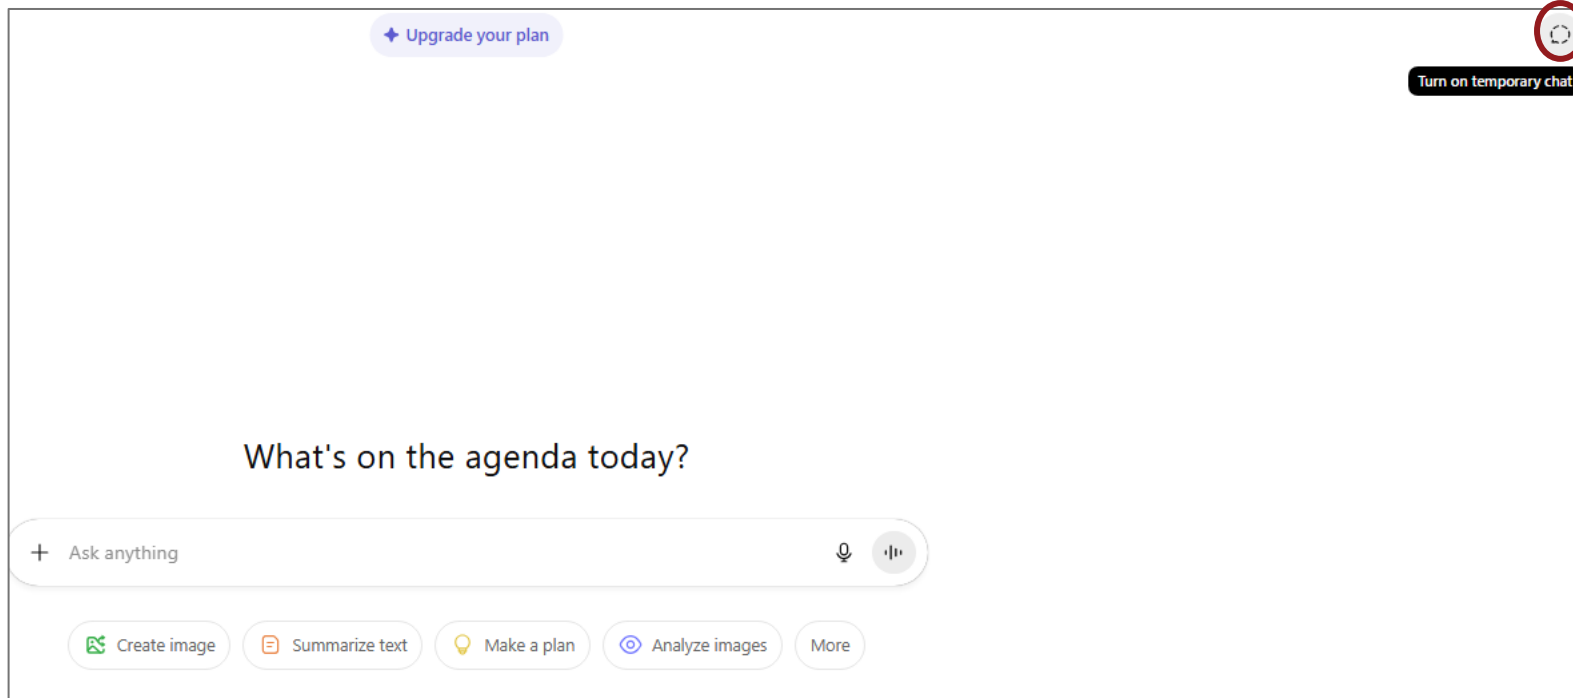 Upgrade your plan
Turn on temporary chat
What's on the agenda today?
Ask anything
Create image
Summarize text
Make a plan
Analyze images
More